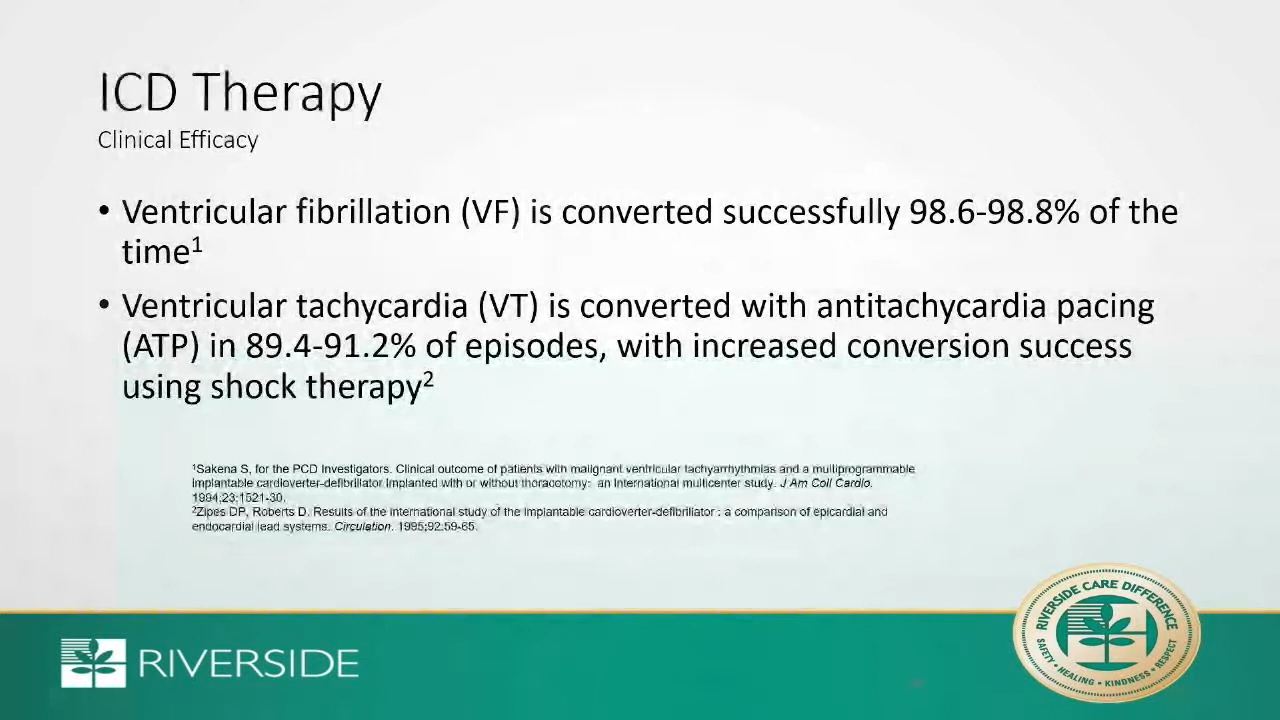 ICD Therapy
Clinical Efficacy
• Ventricular fibrillation (VF) is converted successfully 98.6-98.8% of the
time¹
• Ventricular tachycardia (VT) is converted with antitachycardia pacing
(ATP) in 89.4-91.2% of episodes, with increased conversion success
using shock therapy²
¹Sakena S, for the PCD Investigators. Clinical outcome of patients with malignant ventricular tachyarrhythmias and a multiprogrammable
implantable cardioverter-defibrillator implanted with or without thoracotomy: an international multicenter study. J Am Coll Cardio.
1994;23:1521-30.
²Zipes DP, Roberts D. Results of the international study of the implantable cardioverter-defibrillator : a comparison of epicardial and
endocardial lead systems. Circulation. 1995;92:59-65.
RIVERSIDE
RIVERSIDE CARE DIFFERENCE
SAFETY • HEALING • KINDNESS • RESPECT